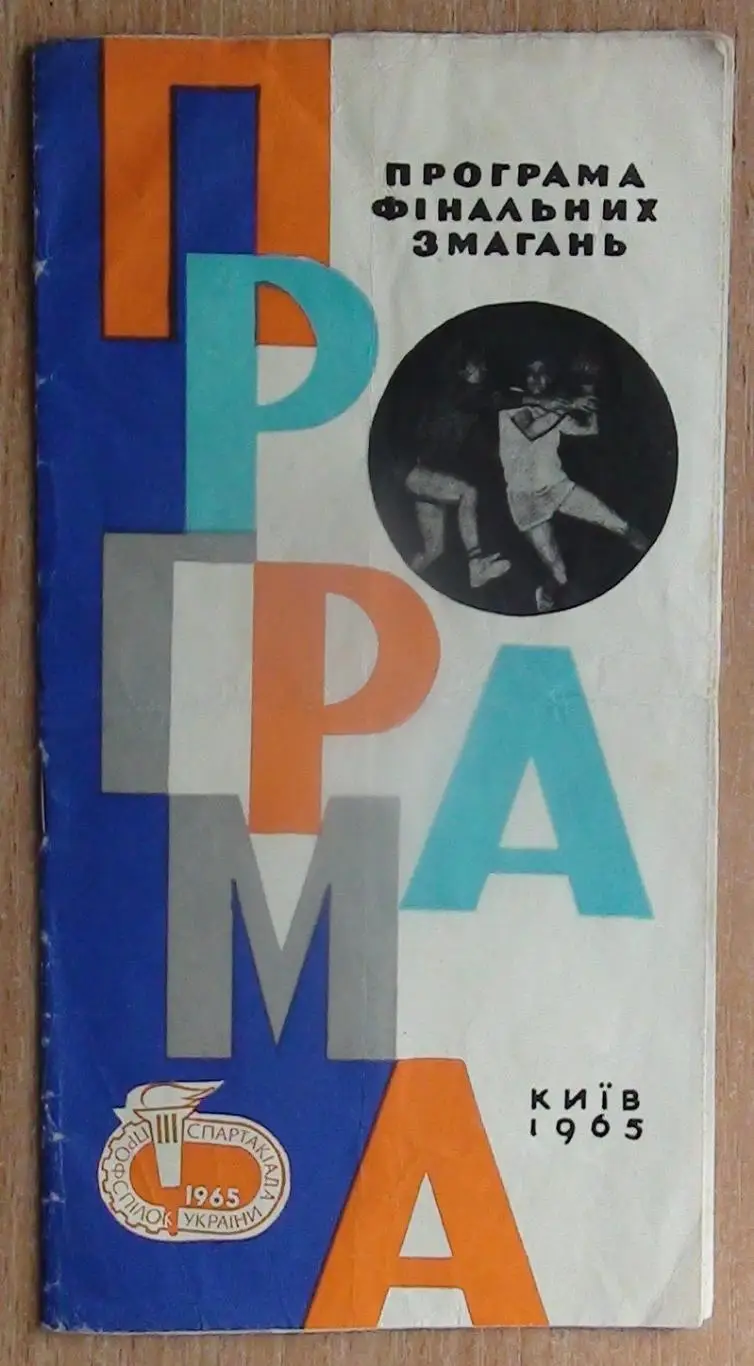 ПРОГРАМА
ПРОГРАМА
ФІНАЛЬНИХ
ЗМАГАНЬ
КИЇВ
1965
III
СПАРТАКІАДА
ПРОФСПІЛОК
УКРАЇНИ
1965